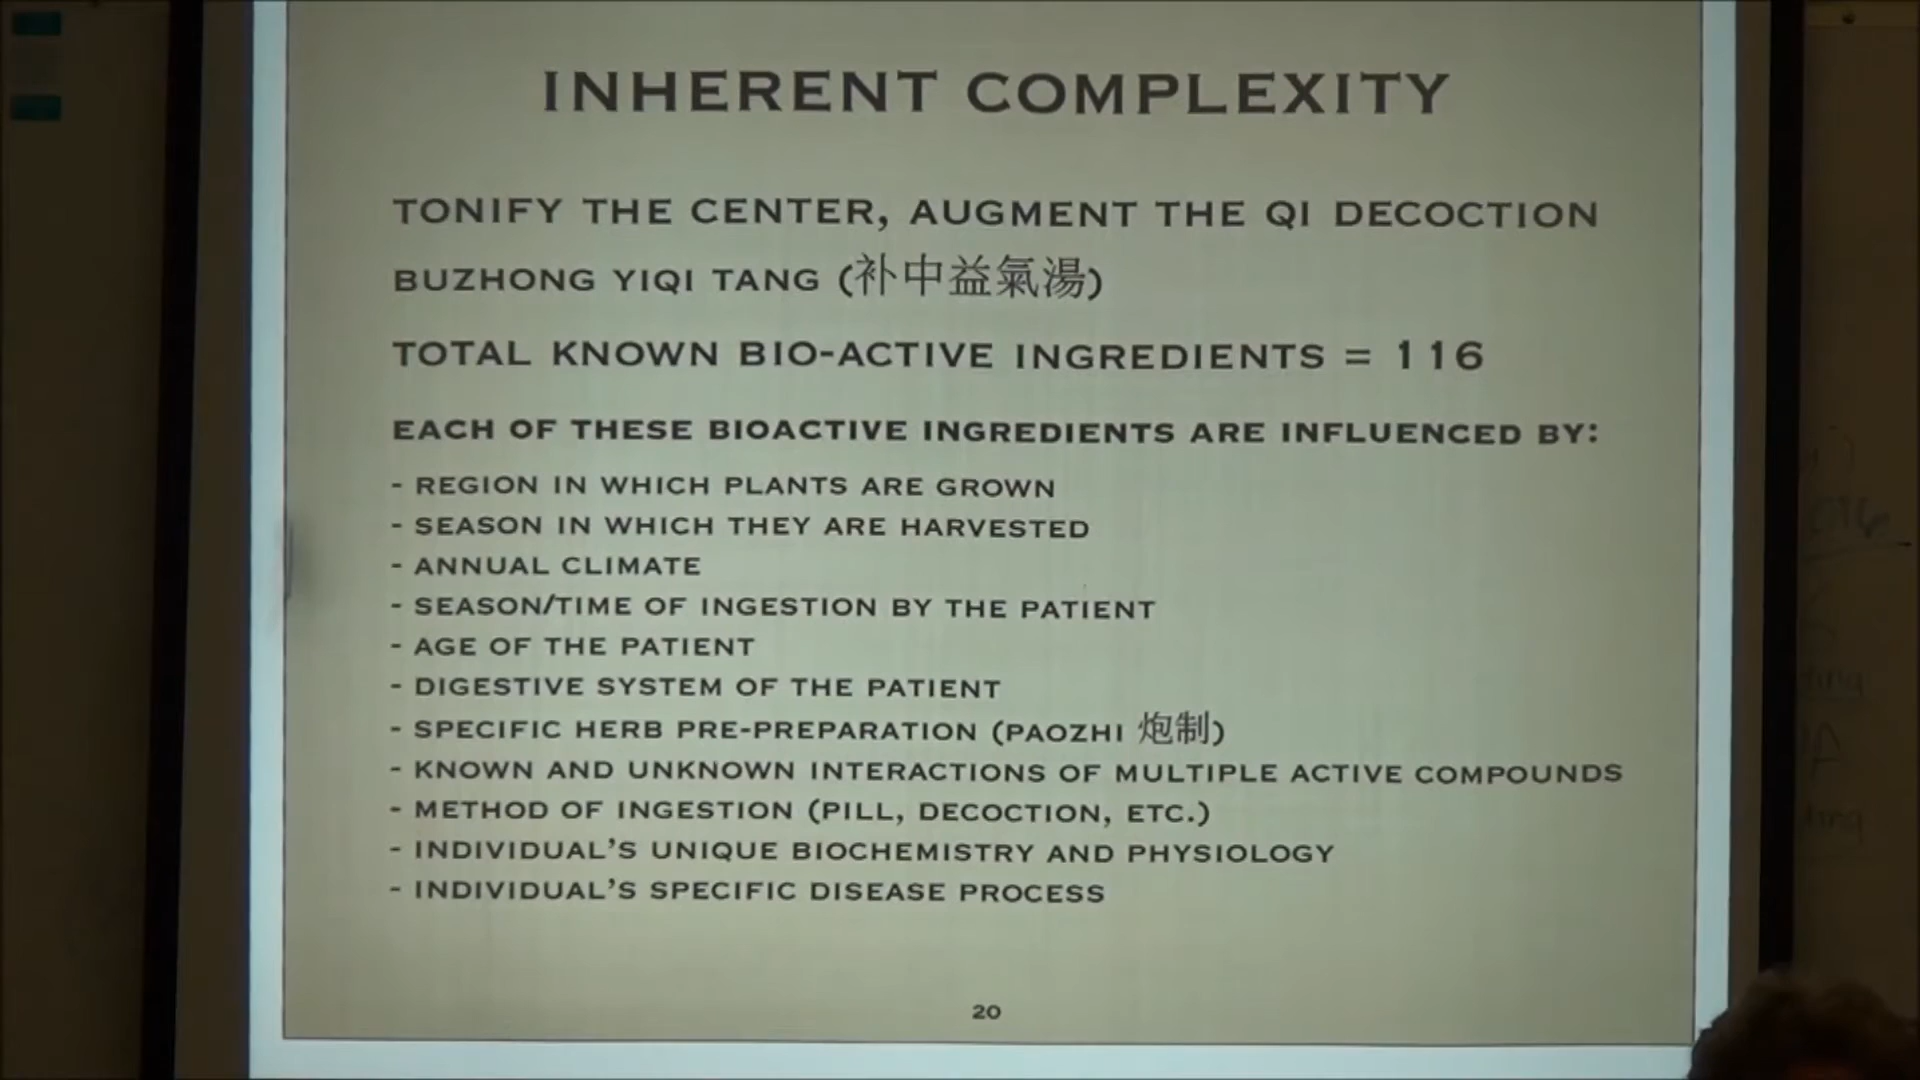 INHERENT COMPLEXITY
TONIFY THE CENTER, AUGMENT THE QI DECOCTION
BUZHONG YIQI TANG (补中益氣湯)
TOTAL KNOWN BIO-ACTIVE INGREDIENTS = 116
EACH OF THESE BIOACTIVE INGREDIENTS ARE INFLUENCED BY:
- REGION IN WHICH PLANTS ARE GROWN
- SEASON IN WHICH THEY ARE HARVESTED
- ANNUAL CLIMATE
- SEASON/TIME OF INGESTION BY THE PATIENT
- AGE OF THE PATIENT
- DIGESTIVE SYSTEM OF THE PATIENT
- SPECIFIC HERB PRE-PREPARATION (PAOZHI 炮制)
- KNOWN AND UNKNOWN INTERACTIONS OF MULTIPLE ACTIVE COMPOUNDS
- METHOD OF INGESTION (PILL, DECOCTION, ETC.)
- INDIVIDUAL'S UNIQUE BIOCHEMISTRY AND PHYSIOLOGY
- INDIVIDUAL'S SPECIFIC DISEASE PROCESS
20